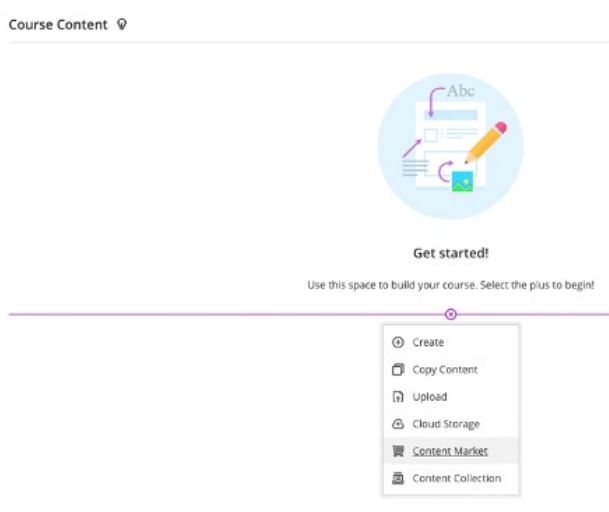 Course Content
Abc
Get started!
Use this space to build your course. Select the plus to begin!
Create
Copy Content
Upload
Cloud Storage
Content Market
Content Collection